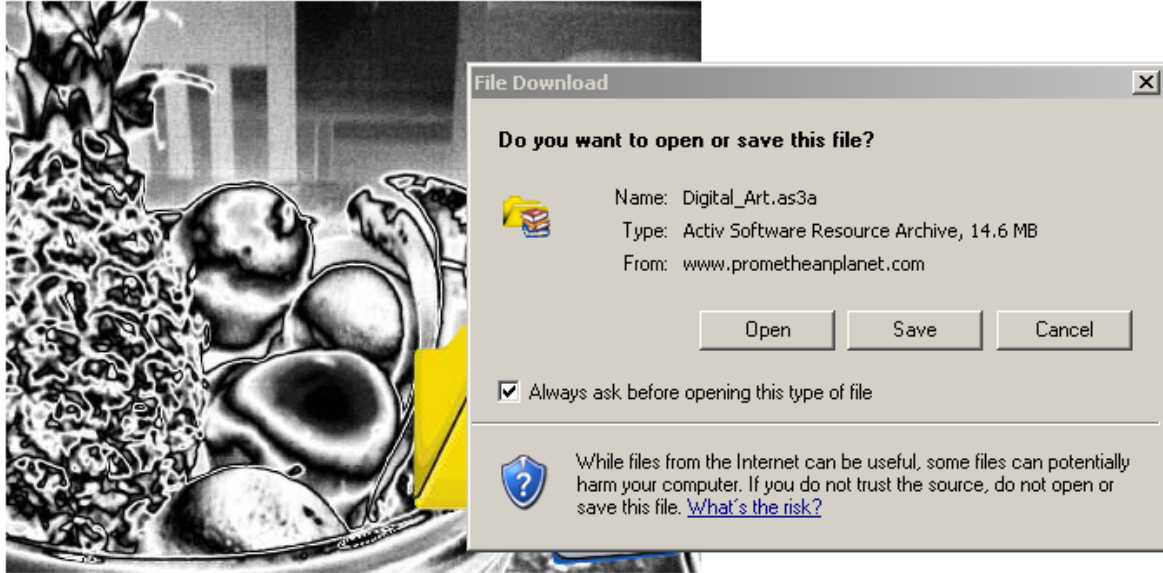 File Download
Do you want to open or save this file?
Name: Digital_Art.as3a
Type: Activ Software Resource Archive, 14.6 MB
From: www.prometheanplanet.com
Open Save Cancel
Always ask before opening this type of file
While files from the Internet can be useful, some files can potentially
harm your computer. If you do not trust the source, do not open or
save this file. What's the risk?